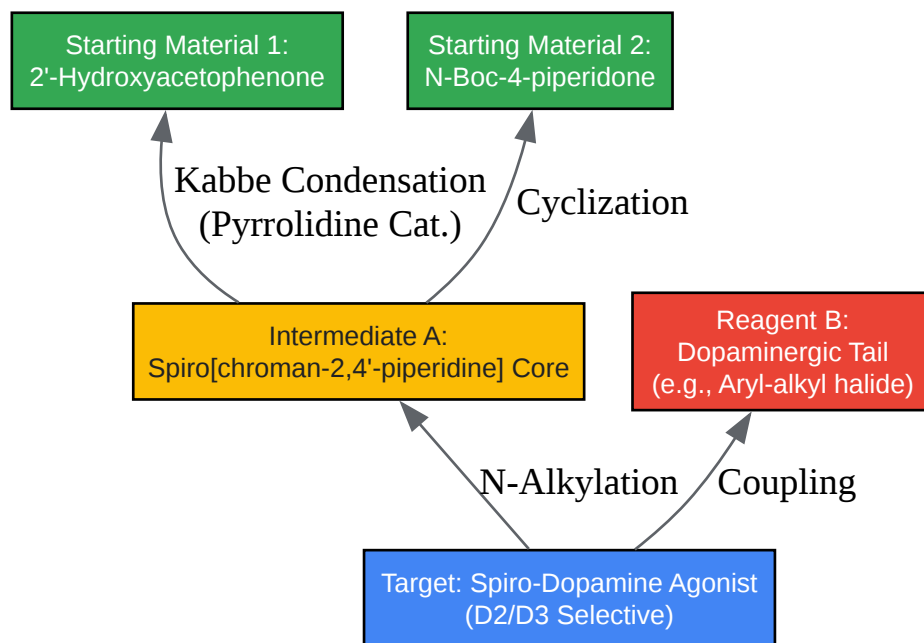 Starting Material 1:
2'-Hydroxyacetophenone
Starting Material 2:
N-Boc-4-piperidone
Kabbe Condensation
(Pyrrolidine Cat.)
Cyclization
Intermediate A:
Spiro[chroman-2,4'-piperidine] Core
Reagent B:
Dopaminergic Tail
(e.g., Aryl-alkyl halide)
N-Alkylation
Coupling
Target: Spiro-Dopamine Agonist
(D2/D3 Selective)